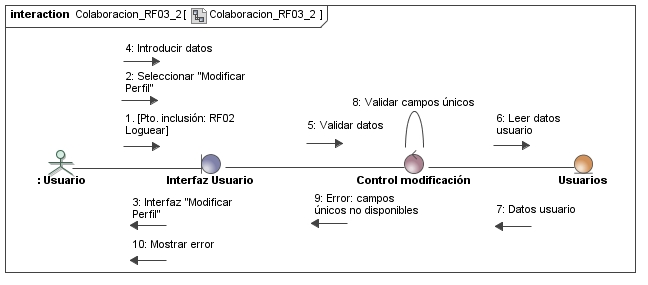 interaction Colaboracion_RF03_2 [ Colaboracion_RF03_2 ]
4: Introducir datos
2: Seleccionar "Modificar
Perfil"
8: Validar campos únicos
1. [Pto. inclusión: RF02
Loguear]
5: Validar datos
6: Leer datos
usuario
: Usuario
Interfaz Usuario
Control modificación
Usuarios
3: Interfaz "Modificar
Perfil"
9: Error: campos
únicos no disponibles
7: Datos usuario
10: Mostrar error